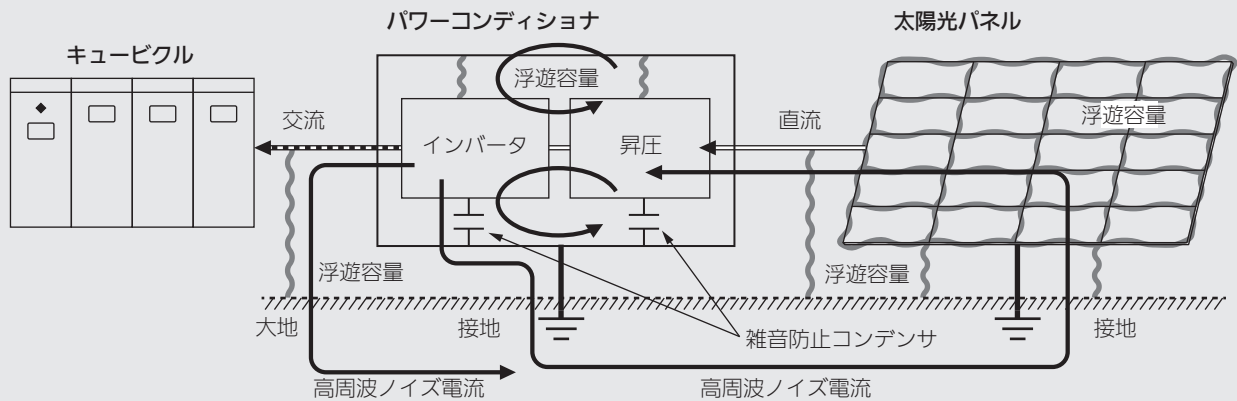 パワーコンディショナ
太陽光パネル
キュービクル
浮遊容量
浮遊容量
交流
インバータ
昇圧
直流
浮遊容量
浮遊容量
大地
接地
雑音防止コンデンサ
接地
高周波ノイズ電流
高周波ノイズ電流